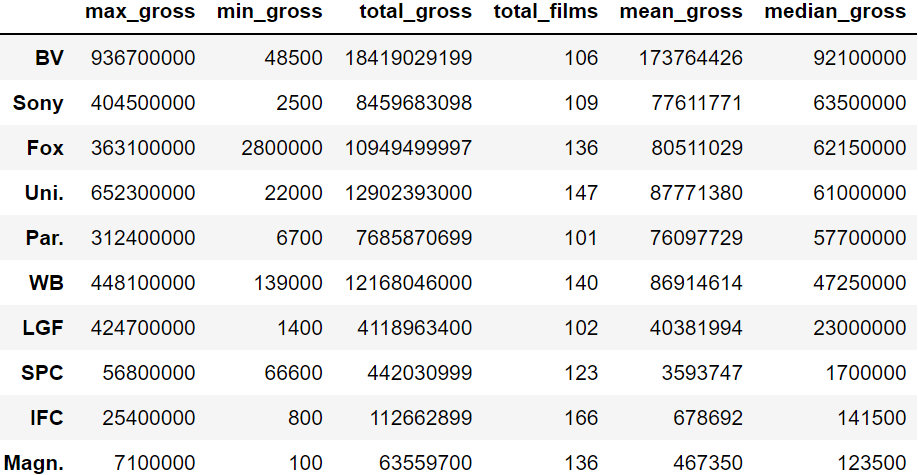 max_gross min_gross total_gross total_films mean_gross median_gross
BV 936700000 48500 18419029199 106 173764426 92100000
Sony 404500000 2500 8459683098 109 77611771 63500000
Fox 363100000 2800000 10949499997 136 80511029 62150000
Uni. 652300000 22000 12902393000 147 87771380 61000000
Par. 312400000 6700 7685870699 101 76097729 57700000
WB 448100000 139000 12168046000 140 86914614 47250000
LGF 424700000 1400 4118963400 102 40381994 23000000
SPC 56800000 66600 442030999 123 3593747 1700000
IFC 25400000 800 112662899 166 678692 141500
Magn. 7100000 100 63559700 136 467350 123500